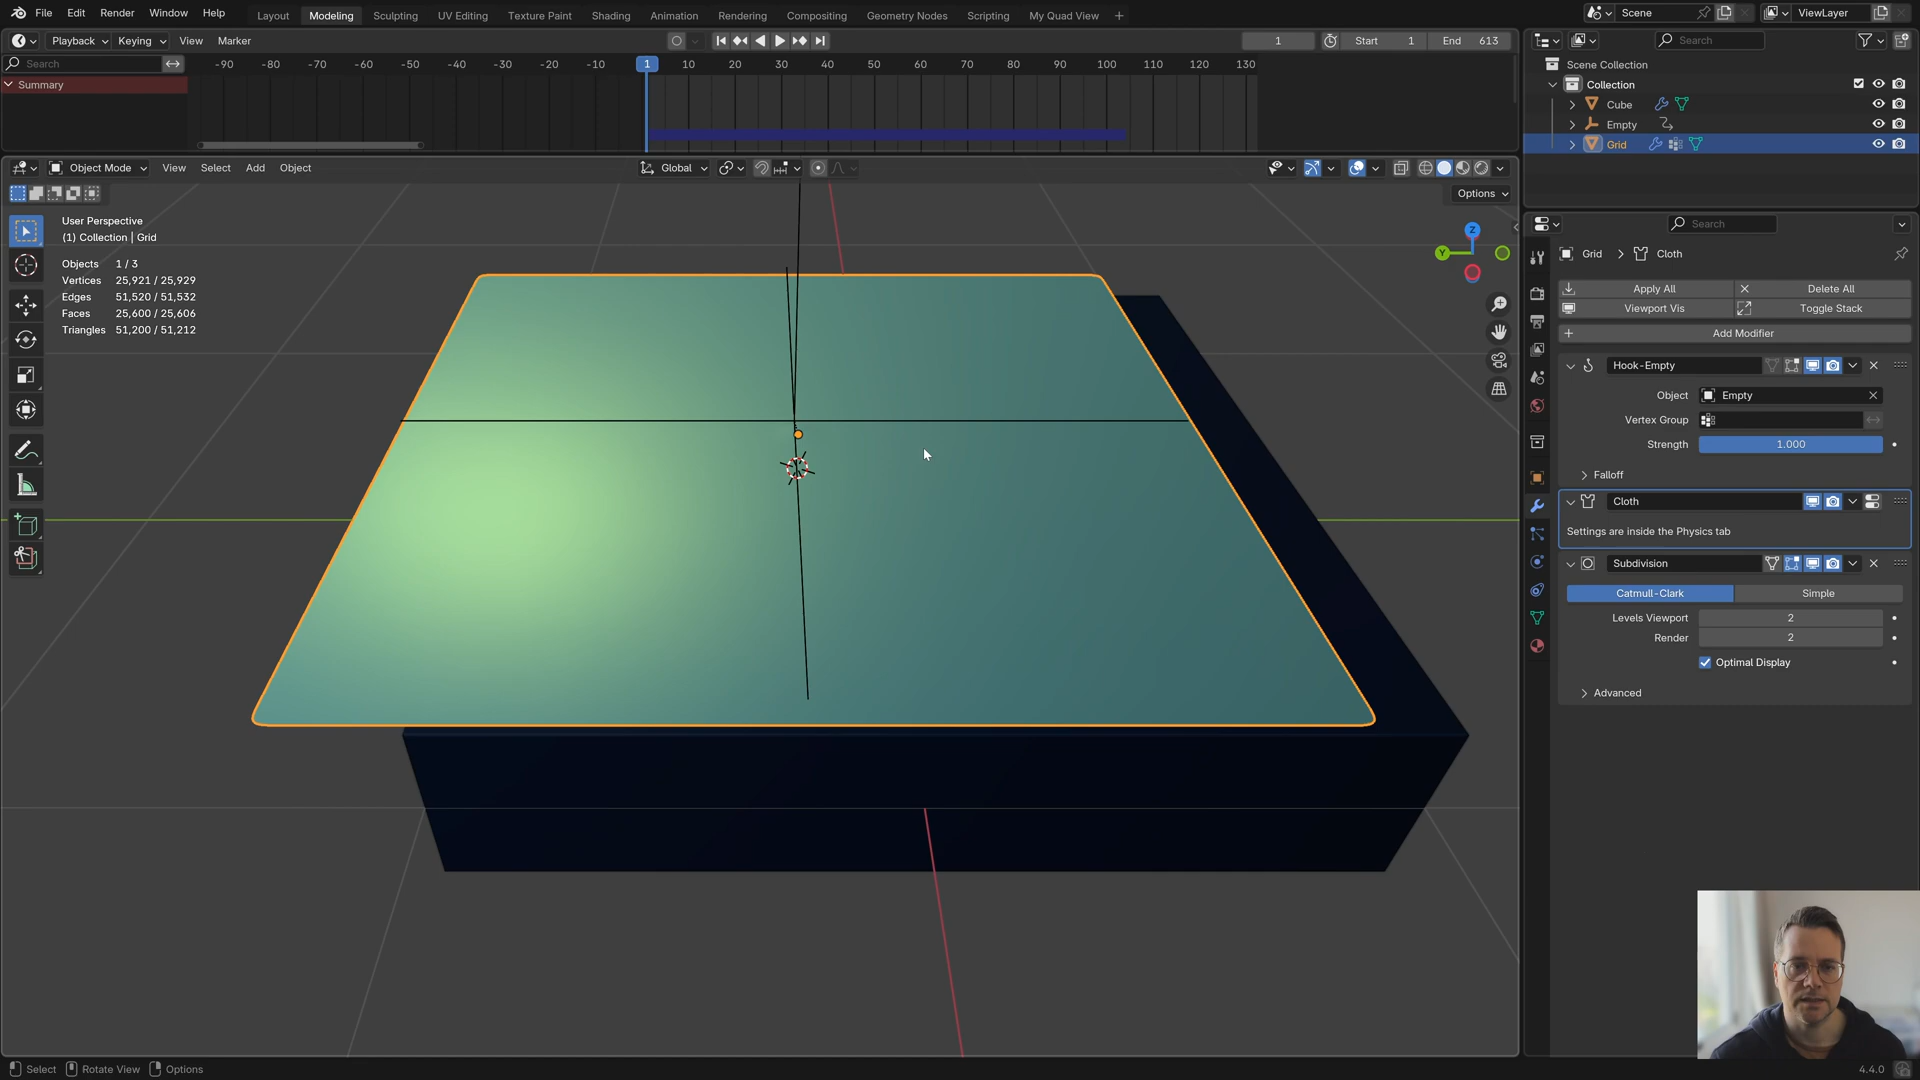 File Edit Render Window Help Layout Modeling Sculpting UV Editing Texture Paint Shading Animation Rendering Compositing Geometry Nodes Scripting My Quad View + Scene ViewLayer
Playback Keying View Marker 1 Start 1 End 613
Search
Search -90 -80 -70 -60 -50 -40 -30 -20 -10 1 10 20 30 40 50 60 70 80 90 100 110 120 130
Summary
Scene Collection
Collection
Cube
Empty
Grid
Object Mode View Select Add Object Global
Options
User Perspective
(1) Collection | Grid
Objects 1 / 3
Vertices 25,921 / 25,929
Edges 51,520 / 51,532
Faces 25,600 / 25,606
Triangles 51,200 / 51,212
Z
Y
Search
Grid > Cloth
Apply All Delete All
Viewport Vis Toggle Stack
Add Modifier
Hook-Empty
Object Empty
Vertex Group
Strength 1.000
Falloff
Cloth
Settings are inside the Physics tab
Subdivision
Catmull-Clark Simple
Levels Viewport 2
Render 2
Optimal Display
Advanced
Select Rotate View Options
4.4.0